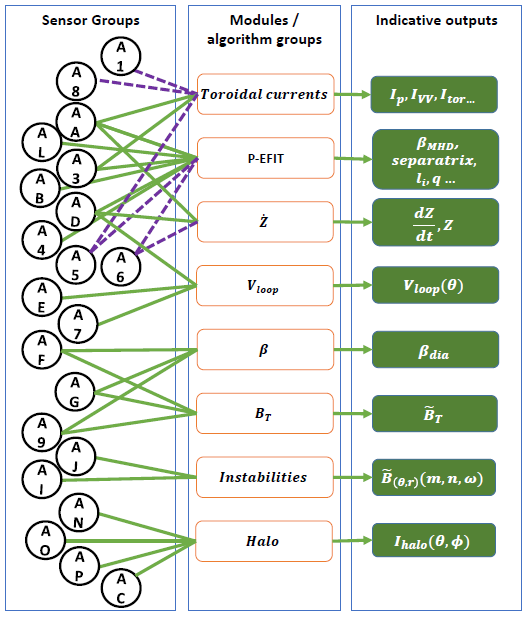 Sensor Groups
Modules /
algorithm groups
Indicative outputs
A
1
A
8
A
A
A
L
A
3
A
B
A
D
A
4
A
5
A
6
A
E
A
7
A
F
A
G
A
9
A
J
A
I
A
N
A
O
A
P
A
C
Toroidal currents
P-EFIT
Ż
V_loop
β
B_T
Instabilities
Halo
I_p, I_VV, I_tor…
β_MHD,
separatrix,
l_i, q …
dZ/dt, Z
V_loop(θ)
β_dia
B̃_T
B̃_(θ,r)(m, n, ω)
I_halo(θ, ϕ)